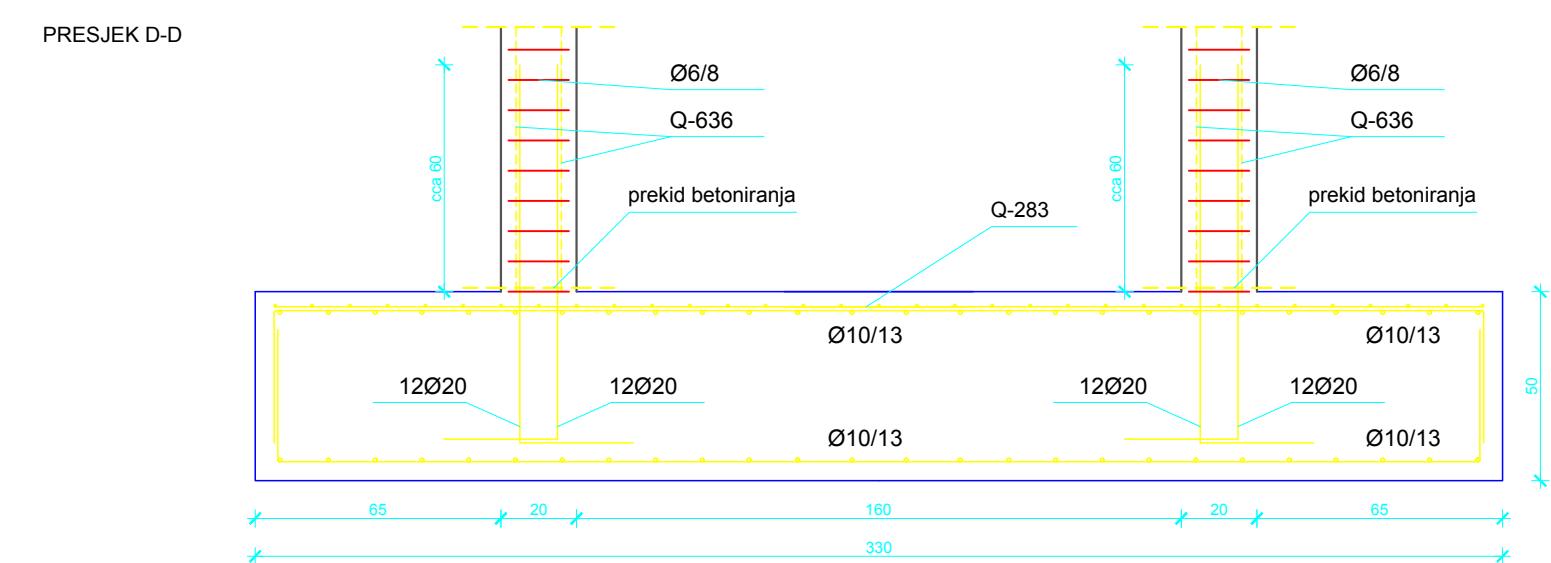 PRESJEK D-D
Ø6/8
Ø6/8
Q-636
Q-636
cca 60
cca 60
prekid betoniranja
prekid betoniranja
Q-283
Ø10/13
Ø10/13
12Ø20
12Ø20
12Ø20
12Ø20
50
Ø10/13
Ø10/13
65
20
160
20
65
330